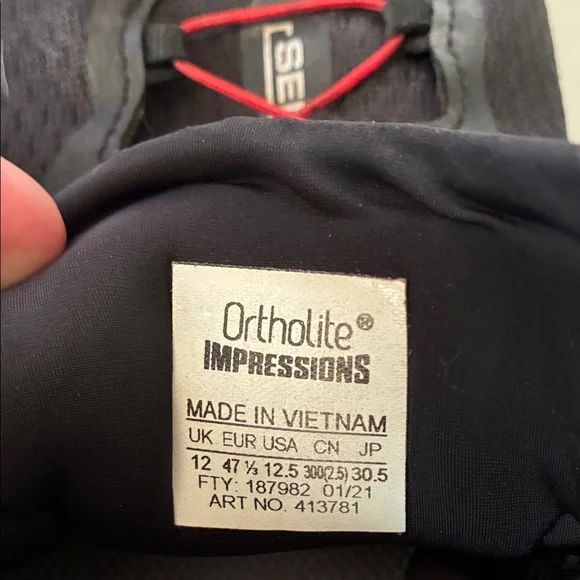 SEN
Ortholite®
IMPRESSIONS
MADE IN VIETNAM
UK EUR USA CN JP
12 47 ⅓ 12.5 300(2.5) 30.5
FTY: 187982 01/21
ART NO. 413781